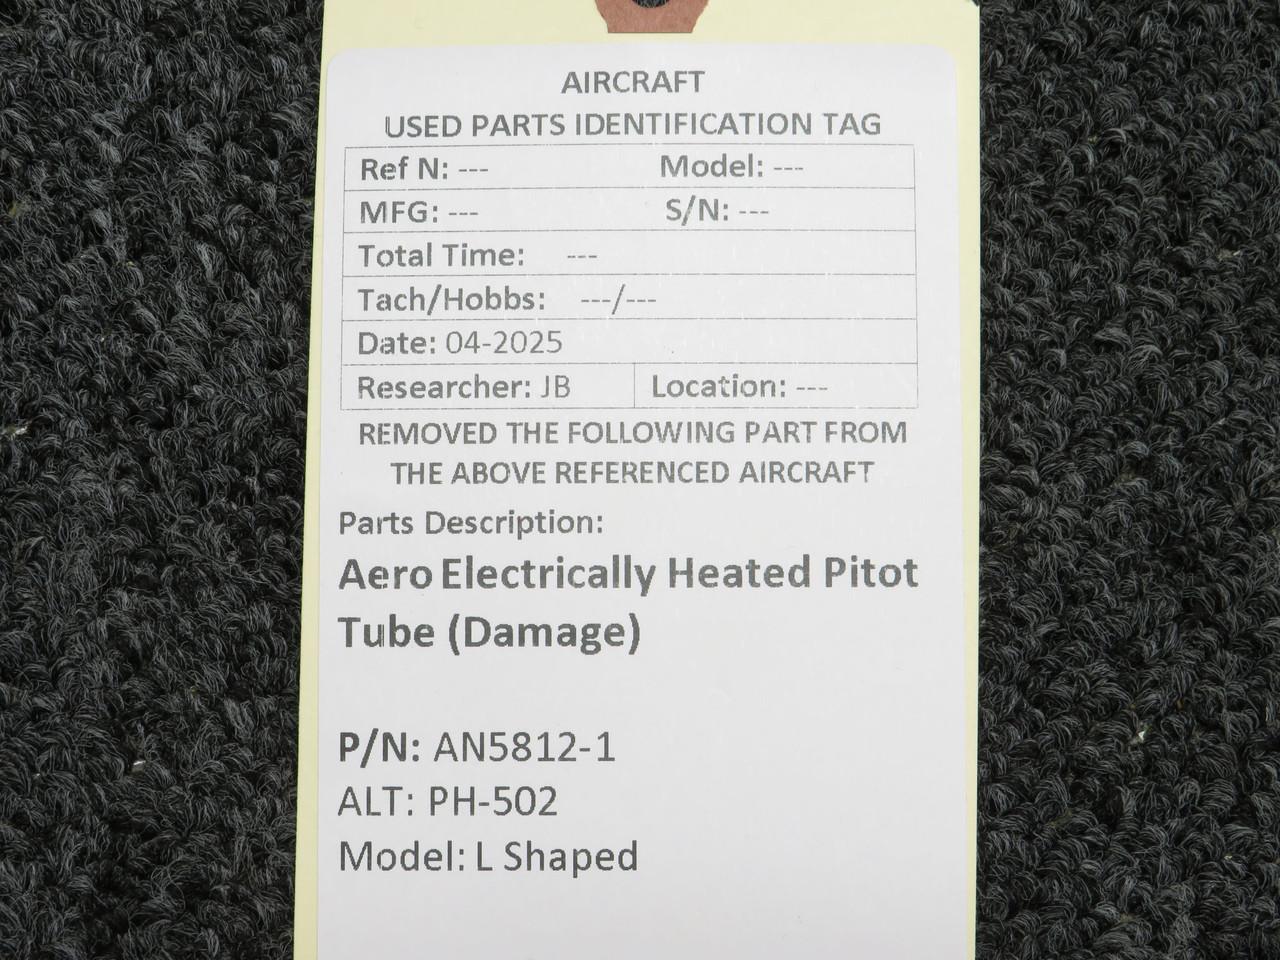 AIRCRAFT
USED PARTS IDENTIFICATION TAG
Ref N: --- Model: ---
MFG: --- S/N: ---
Total Time: ---
Tach/Hobbs: ---/---
Date: 04-2025
Researcher: JB Location: ---
REMOVED THE FOLLOWING PART FROM
THE ABOVE REFERENCED AIRCRAFT
Parts Description:
Aero Electrically Heated Pitot
Tube (Damage)
P/N: AN5812-1
ALT: PH-502
Model: L Shaped